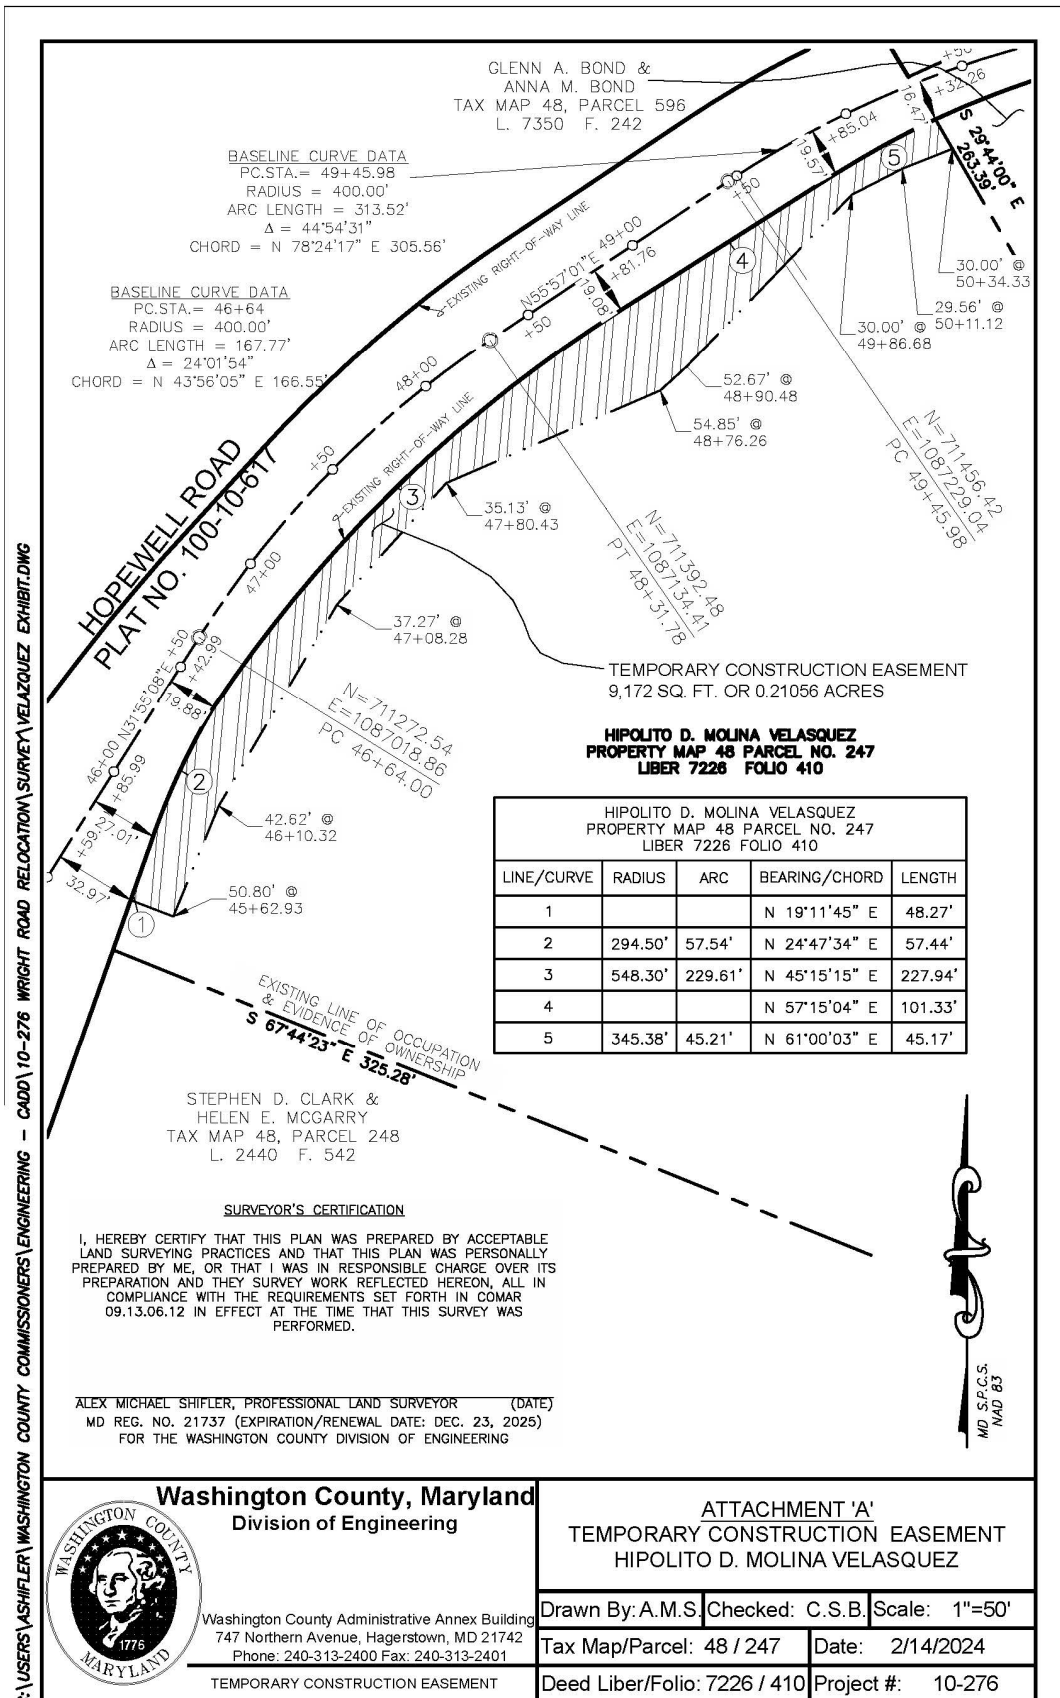 GLENN A. BOND &
ANNA M. BOND
TAX MAP 48, PARCEL 596
L. 7350 F. 242
BASELINE CURVE DATA
PC.STA.= 49+45.98
RADIUS = 400.00'
ARC LENGTH = 313.52'
Δ = 44°54'31"
CHORD = N 78°24'17" E 305.56'
BASELINE CURVE DATA
PC.STA.= 46+64
RADIUS = 400.00'
ARC LENGTH = 167.77'
Δ = 24°01'54"
CHORD = N 43°56'05" E 166.55'
+50
+32.26
16.47'
S 29°44'00" E
263.39'
+85.04
19.57'
5
+50
EXISTING RIGHT-OF-WAY LINE
N55°57'01"E 49+00
+81.76
19.08'
+50
4
30.00' @
50+34.33
29.56' @
50+11.12
30.00' @
49+86.68
52.67' @
48+90.48
54.85' @
48+76.26
48+00
+50
EXISTING RIGHT-OF-WAY LINE
3
35.13' @
47+80.43
N=711456.42
E=1087229.04
PC 49+45.98
N=711392.48
E=1087134.41
PT 48+31.78
HOPEWELL ROAD
PLAT NO. 100-10-617
47+00
37.27' @
47+08.28
TEMPORARY CONSTRUCTION EASEMENT
9,172 SQ. FT. OR 0.21056 ACRES
46+00 N31°55'08"E +50
+42.99
19.88'
N=711272.54
E=1087018.86
PC 46+64.00
HIPOLITO D. MOLINA VELASQUEZ
PROPERTY MAP 48 PARCEL NO. 247
LIBER 7226 FOLIO 410
+85.99
27.01'
2
42.62' @
46+10.32
+59.
32.97'
50.80' @
45+62.93
1
HIPOLITO D. MOLINA VELASQUEZ
PROPERTY MAP 48 PARCEL NO. 247
LIBER 7226 FOLIO 410
LINE/CURVE RADIUS ARC BEARING/CHORD LENGTH
1 N 19°11'45" E 48.27'
2 294.50' 57.54' N 24°47'34" E 57.44'
3 548.30' 229.61' N 45°15'15" E 227.94'
4 N 57°15'04" E 101.33'
5 345.38' 45.21' N 61°00'03" E 45.17'
EXISTING LINE OF OCCUPATION
& EVIDENCE OF OWNERSHIP
S 67°44'23" E 325.28'
STEPHEN D. CLARK &
HELEN E. MCGARRY
TAX MAP 48, PARCEL 248
L. 2440 F. 542
SURVEYOR'S CERTIFICATION
I, HEREBY CERTIFY THAT THIS PLAN WAS PREPARED BY ACCEPTABLE
LAND SURVEYING PRACTICES AND THAT THIS PLAN WAS PERSONALLY
PREPARED BY ME, OR THAT I WAS IN RESPONSIBLE CHARGE OVER ITS
PREPARATION AND THEY SURVEY WORK REFLECTED HEREON, ALL IN
COMPLIANCE WITH THE REQUIREMENTS SET FORTH IN COMAR
09.13.06.12 IN EFFECT AT THE TIME THAT THIS SURVEY WAS
PERFORMED.
ALEX MICHAEL SHIFLER, PROFESSIONAL LAND SURVEYOR (DATE)
MD REG. NO. 21737 (EXPIRATION/RENEWAL DATE: DEC. 23, 2025)
FOR THE WASHINGTON COUNTY DIVISION OF ENGINEERING
MD S.P.C.S.
NAD 83
:\USERS\ASHIFLER\WASHINGTON COUNTY COMMISSIONERS\ENGINEERING - CADD\10-276 WRIGHT ROAD RELOCATION\SURVEY\VELAZQUEZ EXHIBIT.DWG
WASHINGTON COUNTY
1776
MARYLAND
Washington County, Maryland
Division of Engineering
Washington County Administrative Annex Building
747 Northern Avenue, Hagerstown, MD 21742
Phone: 240-313-2400 Fax: 240-313-2401
TEMPORARY CONSTRUCTION EASEMENT
ATTACHMENT 'A'
TEMPORARY CONSTRUCTION EASEMENT
HIPOLITO D. MOLINA VELASQUEZ
Drawn By: A.M.S. Checked: C.S.B. Scale: 1"=50'
Tax Map/Parcel: 48 / 247 Date: 2/14/2024
Deed Liber/Folio: 7226 / 410 Project #: 10-276